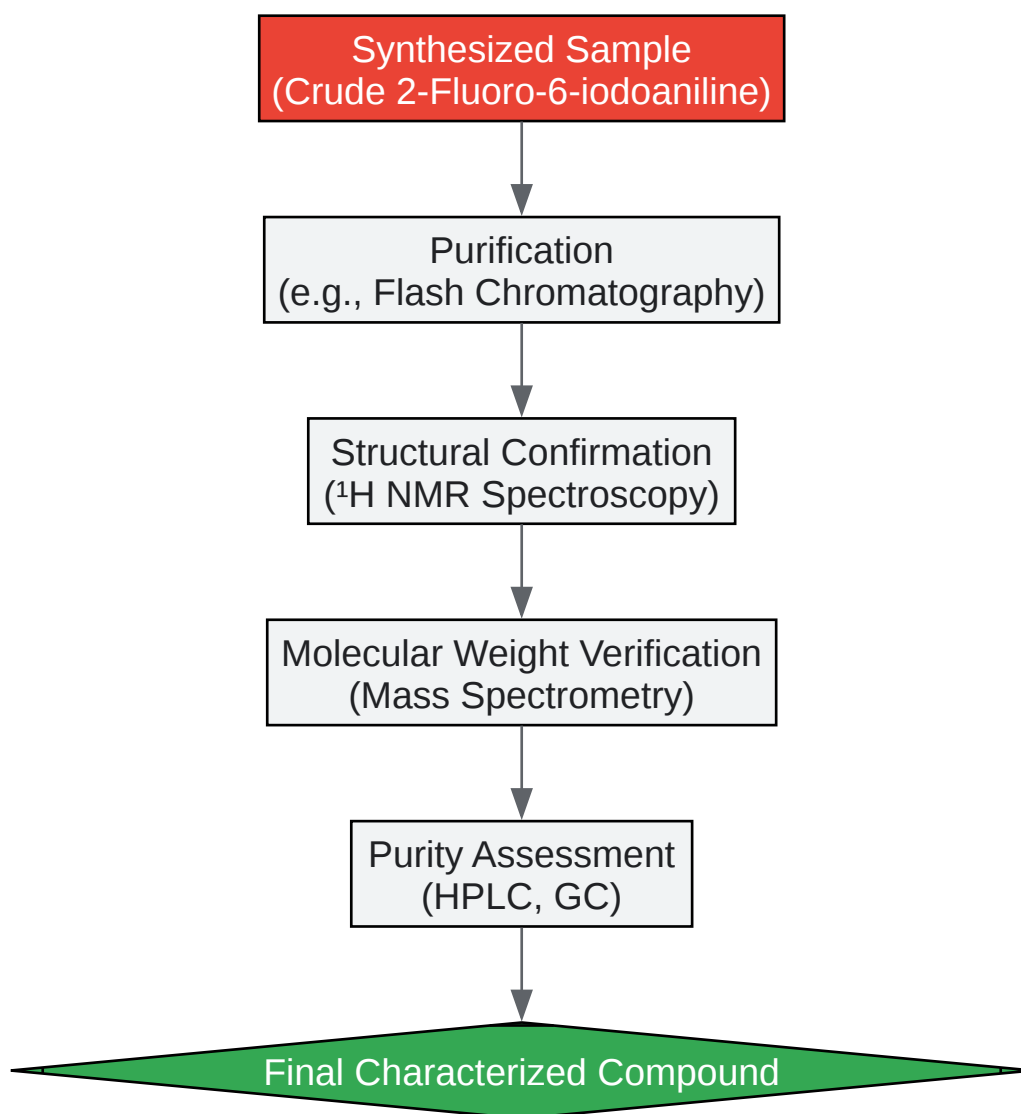 Synthesized Sample
(Crude 2-Fluoro-6-iodoaniline)
Purification
(e.g., Flash Chromatography)
Structural Confirmation
(¹H NMR Spectroscopy)
Molecular Weight Verification
(Mass Spectrometry)
Purity Assessment
(HPLC, GC)
Final Characterized Compound